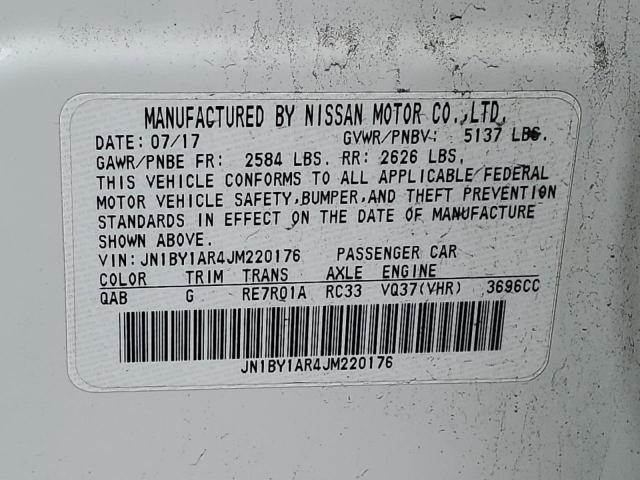 MANUFACTURED BY NISSAN MOTOR CO.,LTD.
DATE: 07/17 GVWR/PNBV: 5137 LBS.
GAWR/PNBE FR: 2584 LBS. RR: 2626 LBS,
THIS VEHICLE CONFORMS TO ALL APPLICABLE FEDERAL
MOTOR VEHICLE SAFETY,BUMPER,AND THEFT PREVENTION
STANDARDS IN EFFECT ON THE DATE OF MANUFACTURE
SHOWN ABOVE.
VIN: JN1BY1AR4JM220176 PASSENGER CAR
COLOR TRIM TRANS AXLE ENGINE
QAB G RE7R01A RC33 VQ37(VHR) 3696CC
JN1BY1AR4JM220176